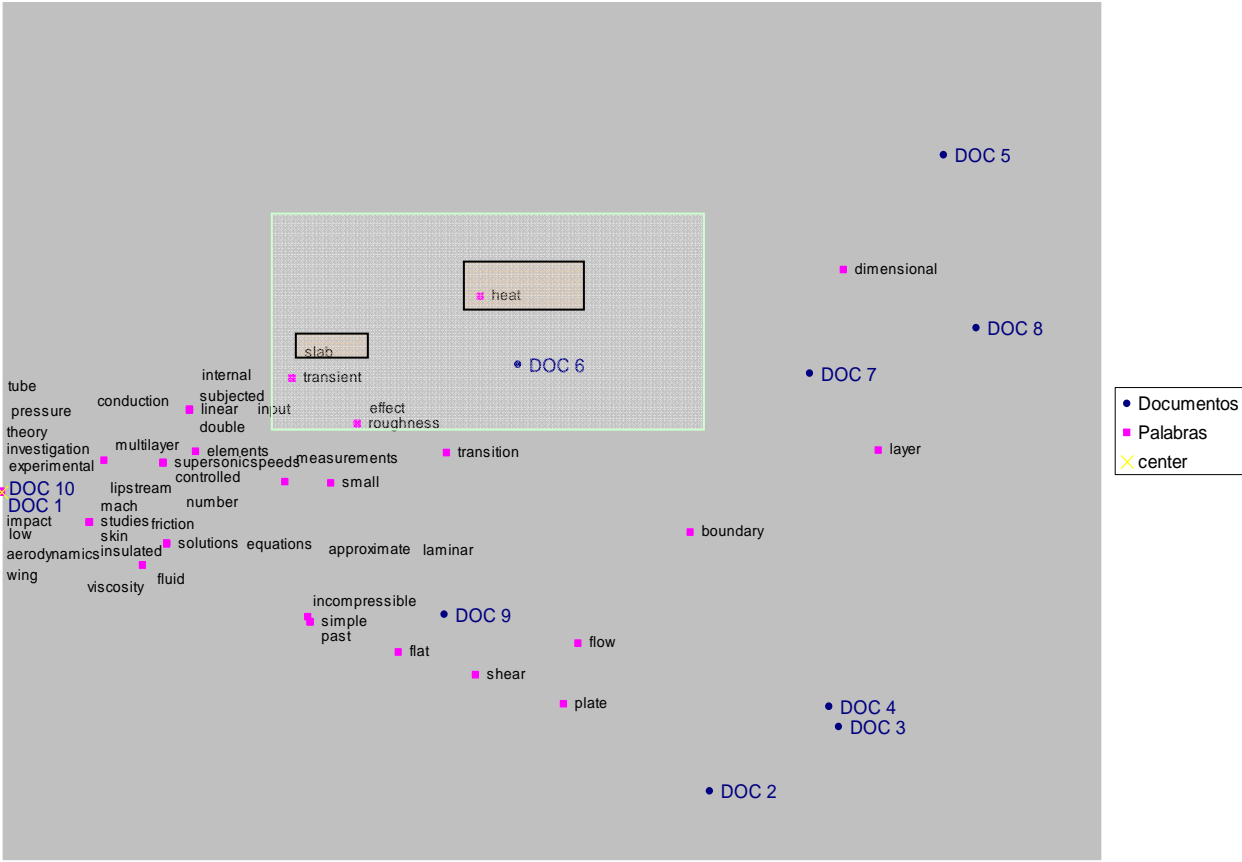 DOC 5
dimensional
heat
DOC 8
slab
DOC 6
DOC 7
internal
transient
tube
subjected
conduction
linear input
effect
pressure
double
roughness
theory
multilayer
investigation
elements
measurements
transition
layer
experimental
supersonicspeeds
controlled
small
DOC 10
lipstream
DOC 1
mach
number
impact
studies
friction
low
skin
boundary
solutions
equations
approximate
laminar
aerodynamics
insulated
wing
viscosity
fluid
incompressible
simple
past
DOC 9
flat
flow
shear
plate
DOC 4
DOC 3
DOC 2
Documentos
Palabras
center